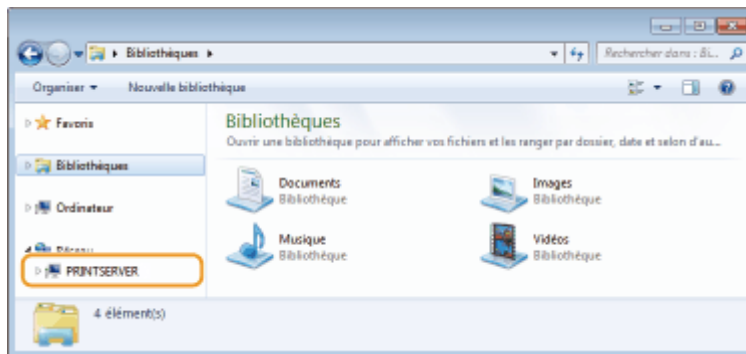 Bibliothèques
Rechercher dans : Bi...
Organiser
Nouvelle bibliothèque
Favoris
Bibliothèques
Ordinateur
Réseau
PRINTSERVER
Bibliothèques
Ouvrir une bibliothèque pour afficher vos fichiers et les ranger par dossier, date et selon d'au...
Documents
Bibliothèque
Images
Bibliothèque
Musique
Bibliothèque
Vidéos
Bibliothèque
4 élément(s)